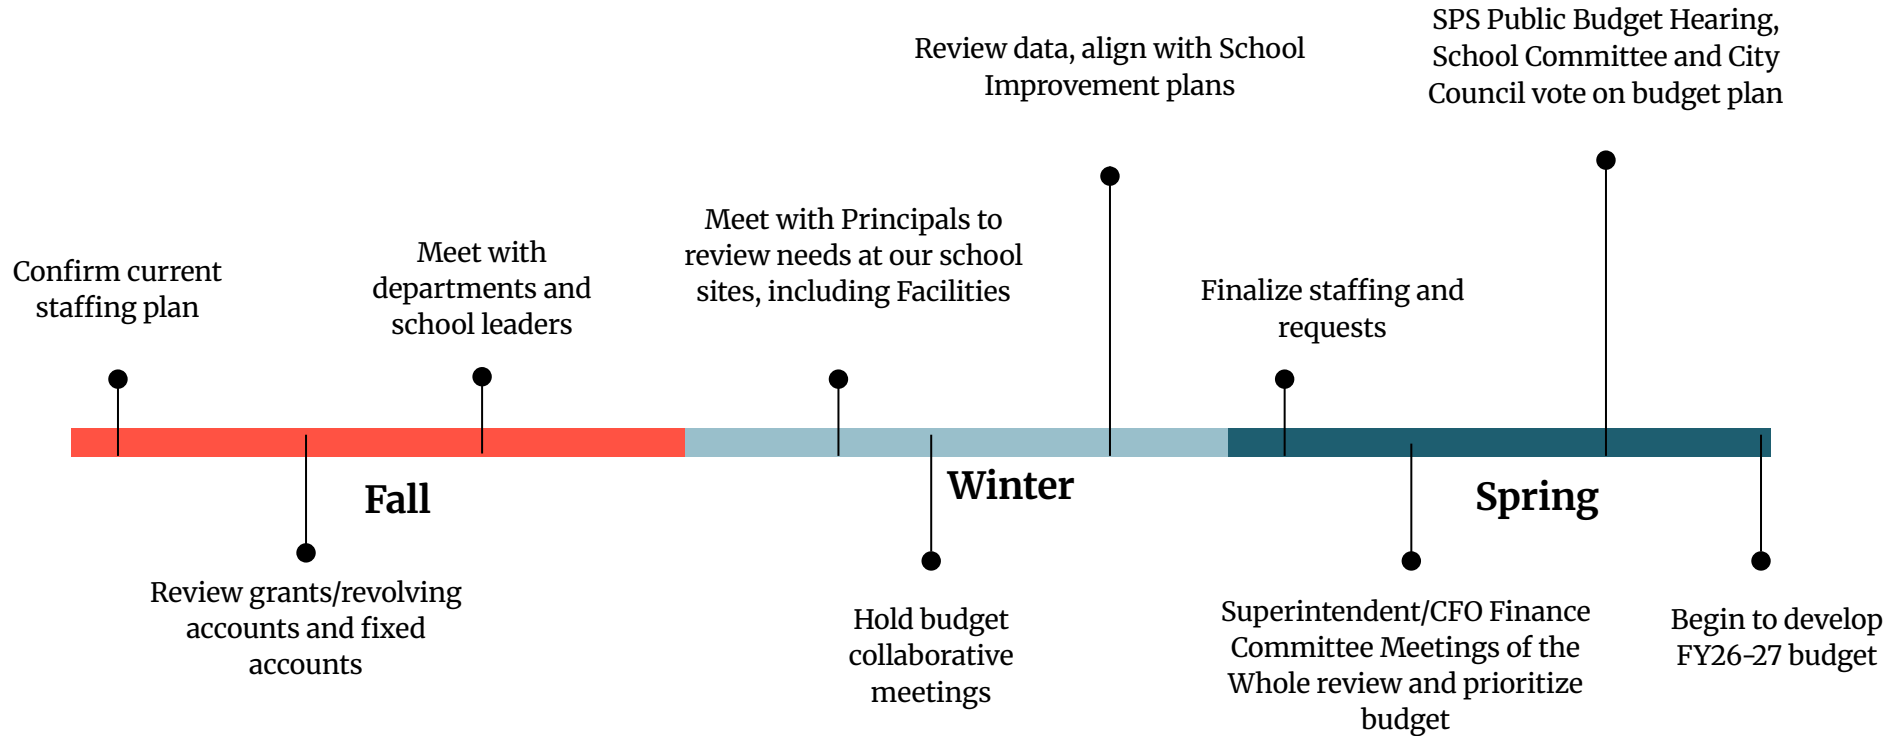 Confirm current
staffing plan
Review grants/revolving
accounts and fixed
accounts
Meet with
departments and
school leaders
Fall
Meet with Principals to
review needs at our school
sites, including Facilities
Hold budget
collaborative
meetings
Review data, align with School
Improvement plans
Winter
Finalize staffing and
requests
Superintendent/CFO Finance
Committee Meetings of the
Whole review and prioritize
budget
SPS Public Budget Hearing,
School Committee and City
Council vote on budget plan
Spring
Begin to develop
FY26-27 budget